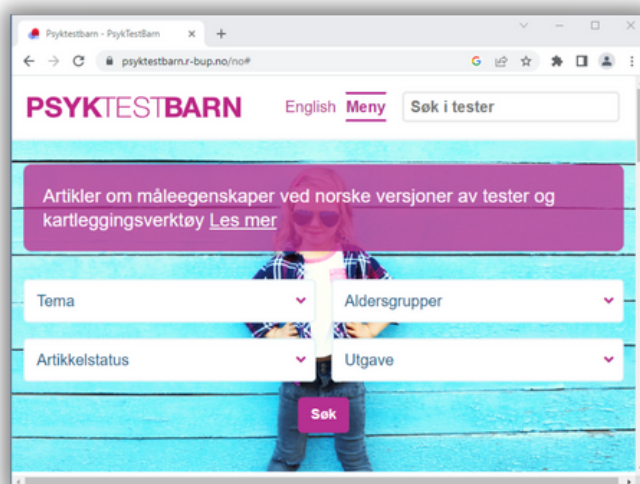 Psyktestbarn - PsykTestBarn
psyktestbarn.r-bup.no/no#
PSYKTESTBARN English Meny Søk i tester
Artikler om måleegenskaper ved norske versjoner av tester og
kartleggingsverktøy Les mer
Tema Aldersgrupper
Artikkelstatus Utgave
Søk